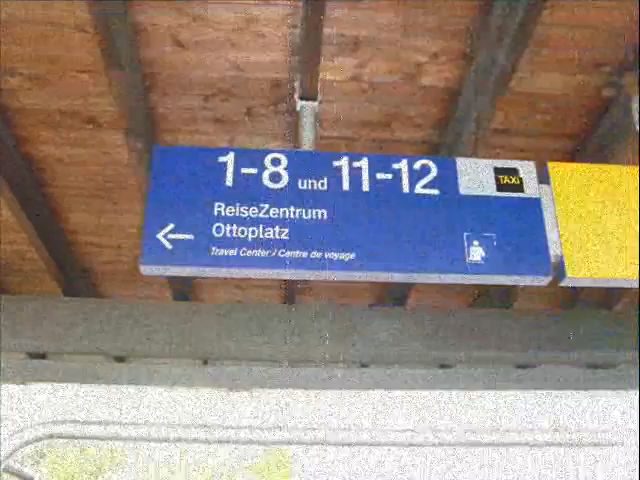 1-8 und 11-12
TAXI
ReiseZentrum
Ottoplatz
Travel Center / Centre de voyage